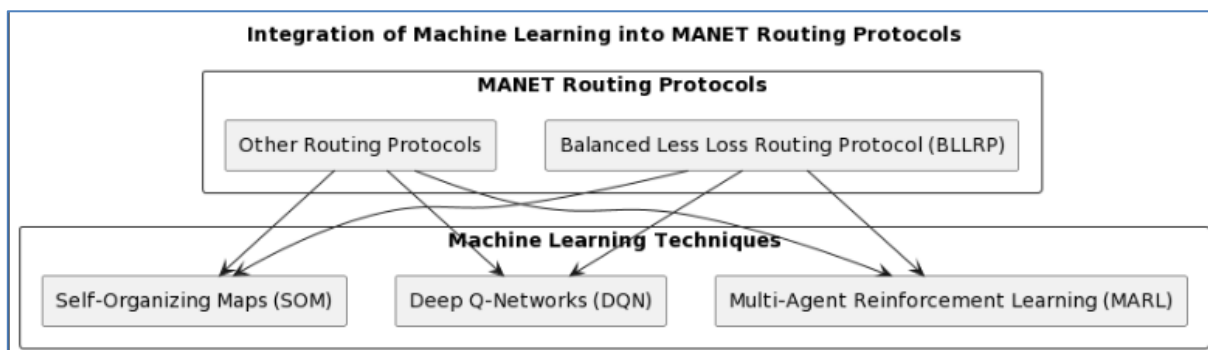 Integration of Machine Learning into MANET Routing Protocols
MANET Routing Protocols
Other Routing Protocols
Balanced Less Loss Routing Protocol (BLLRP)
Machine Learning Techniques
Self-Organizing Maps (SOM)
Deep Q-Networks (DQN)
Multi-Agent Reinforcement Learning (MARL)